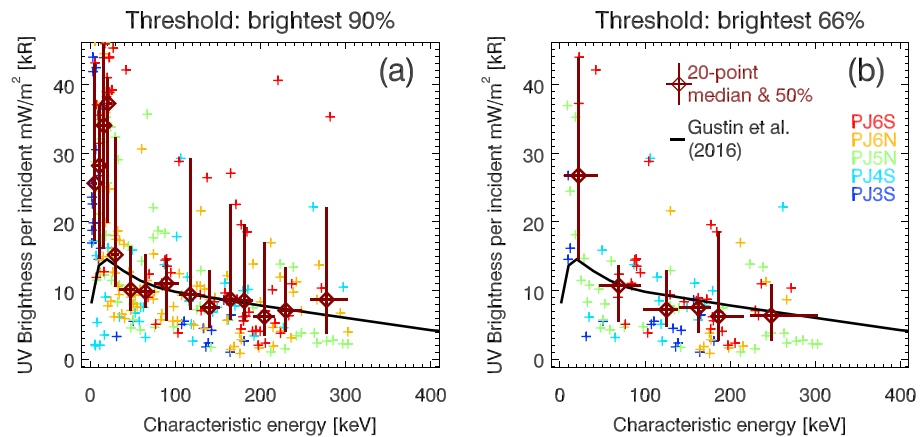 Threshold: brightest 90%
UV Brightness per incident mW/m² [kR]
40
30
20
10
0
(a)
0 100 200 300 400
Characteristic energy [keV]
Threshold: brightest 66%
UV Brightness per incident mW/m² [kR]
40
30
20
10
0
(b)
20-point
median & 50%
Gustin et al.
(2016)
PJ6S
PJ6N
PJ5N
PJ4S
PJ3S
0 100 200 300 400
Characteristic energy [keV]